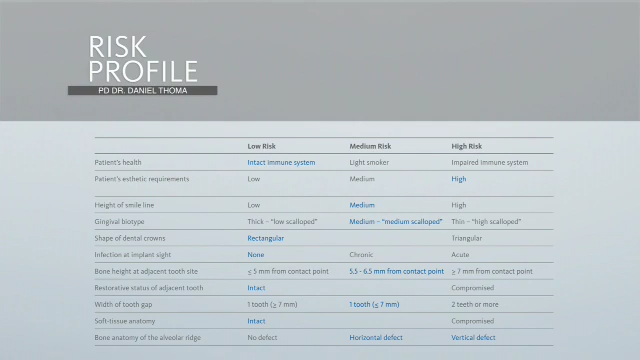 RISK
PROFILE
PD DR. DANIEL THOMA
Low Risk Medium Risk High Risk
Patient's health Intact immune system Light smoker Impaired immune system
Patient's esthetic requirements Low Medium High
Height of smile line Low Medium High
Gingival biotype Thick – "low scalloped" Medium – "medium scalloped" Thin – "high scalloped"
Shape of dental crowns Rectangular Triangular
Infection at implant sight None Chronic Acute
Bone height at adjacent tooth site ≤ 5 mm from contact point 5.5 - 6.5 mm from contact point ≥ 7 mm from contact point
Restorative status of adjacent tooth Intact Compromised
Width of tooth gap 1 tooth (≥ 7 mm) 1 tooth (≤ 7 mm) 2 teeth or more
Soft-tissue anatomy Intact Compromised
Bone anatomy of the alveolar ridge No defect Horizontal defect Vertical defect